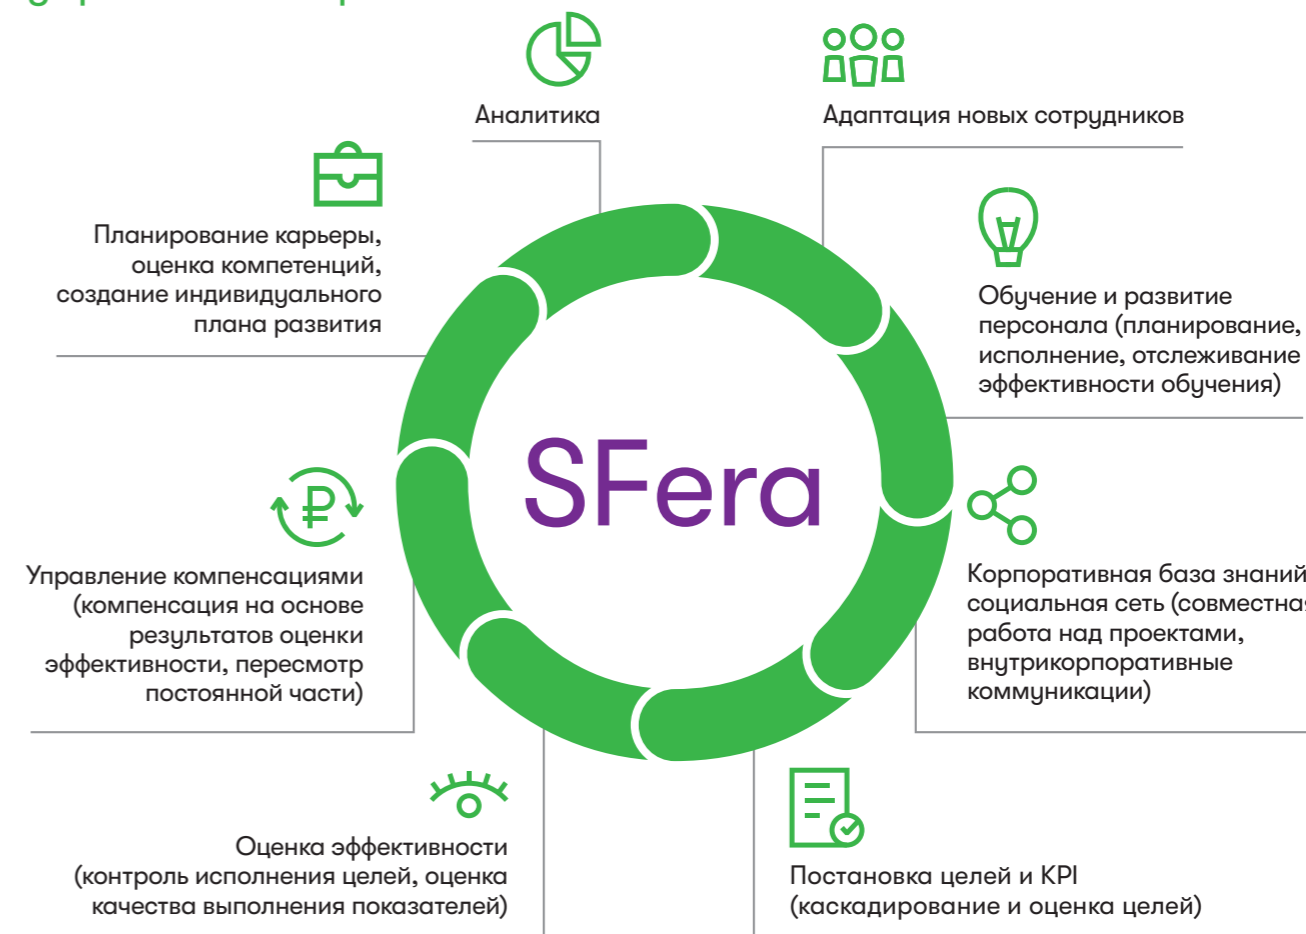 Аналитика
Адаптация новых сотрудников
Планирование карьеры,
оценка компетенций,
создание индивидуального
плана развития
Обучение и развитие
персонала (планирование,
исполнение, отслеживание
эффективности обучения)
SFera
Управление компенсациями
(компенсация на основе
результатов оценки
эффективности, пересмотр
постоянной части)
Корпоративная база знаний
социальная сеть (совместная
работа над проектами,
внутрикорпоративные
коммуникации)
Оценка эффективности
(контроль исполнения целей, оценка
качества выполнения показателей)
Постановка целей и KPI
(каскадирование и оценка целей)